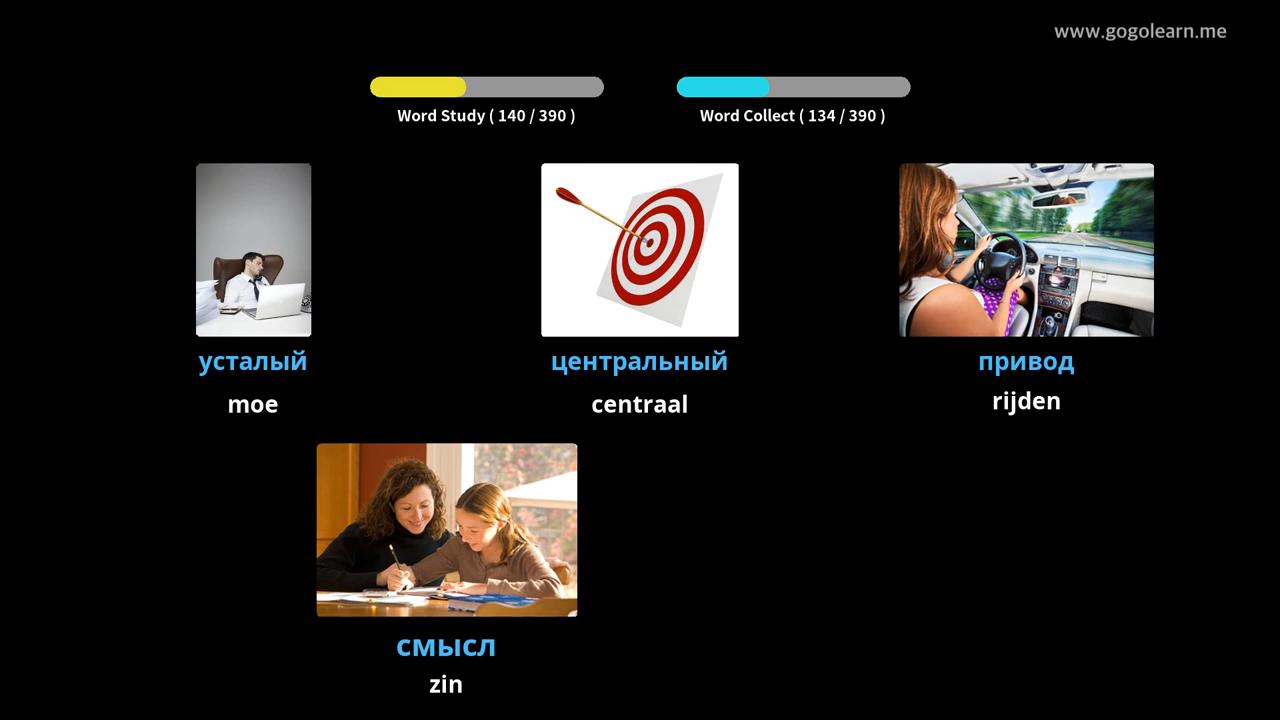 www.gogolearn.me
Word Study ( 140 / 390 )
Word Collect ( 134 / 390 )
усталый
центральный
привод
moe
centraal
rijden
смысл
zin